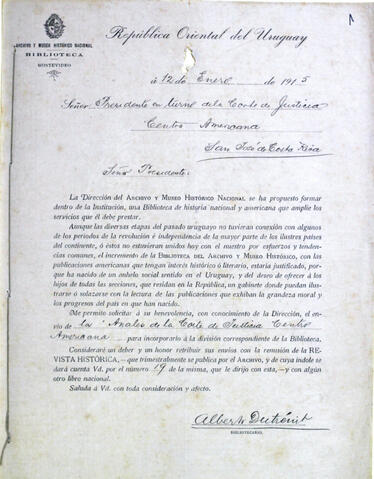 1
República Oriental del Uruguay
ARCHIVO Y MUSEO HISTÓRICO NACIONAL
BIBLIOTECA
MONTEVIDEO
á 12 de Enero de 1915
Señor Presidente en turno de la Corte de Justicia
Centro Americana
San José de Costa Rica
Señor Presidente:
La Dirección del ARCHIVO Y MUSEO HISTÓRICO NACIONAL se ha propuesto formar
dentro de la Institución, una Biblioteca de historia nacional y americana que amplíe los
servicios que él debe prestar.
Aunque las diversas etapas del pasado uruguayo no tuvieran conexión con algunos
de los períodos de la revolución é independencia de la mayor parte de los ilustres países
del continente, ó éstos no estuvieran unidos hoy con el nuestro por esfuerzos y tenden-
cias comunes, el incremento de la BIBLIOTECA DEL ARCHIVO Y MUSEO HISTÓRICO, con las
publicaciones americanas que tengan interés histórico ó literario, estaría justificado, por-
que ha nacido de un anhelo social sentido en el Uruguay, y del deseo de ofrecer á los
hijos de todas las secciones, que residan en la República, un gabinete donde puedan ilus-
trarse ó solazarse con la lectura de las publicaciones que exhiban la grandeza moral y los
progresos del país en que han nacido.
Me permito solicitar á su benevolencia, con conocimiento de la Dirección, el en-
vío de los "Anales de la Corte de Justicia Centro
Americana" para incorporarlo á la división correspondiente de la Biblioteca.
Consideraré un deber y un honor retribuir sus envíos con la remisión de la RE-
VISTA HISTÓRICA, — que trimestralmente se publica por el ARCHIVO, y de cuya índole se
dará cuenta Vd. por el número 19 de la misma, que le dirijo con esta,—y con algún
otro libro nacional.
Saluda á Vd. con toda consideración y afecto.
BIBLIOTECARIO.